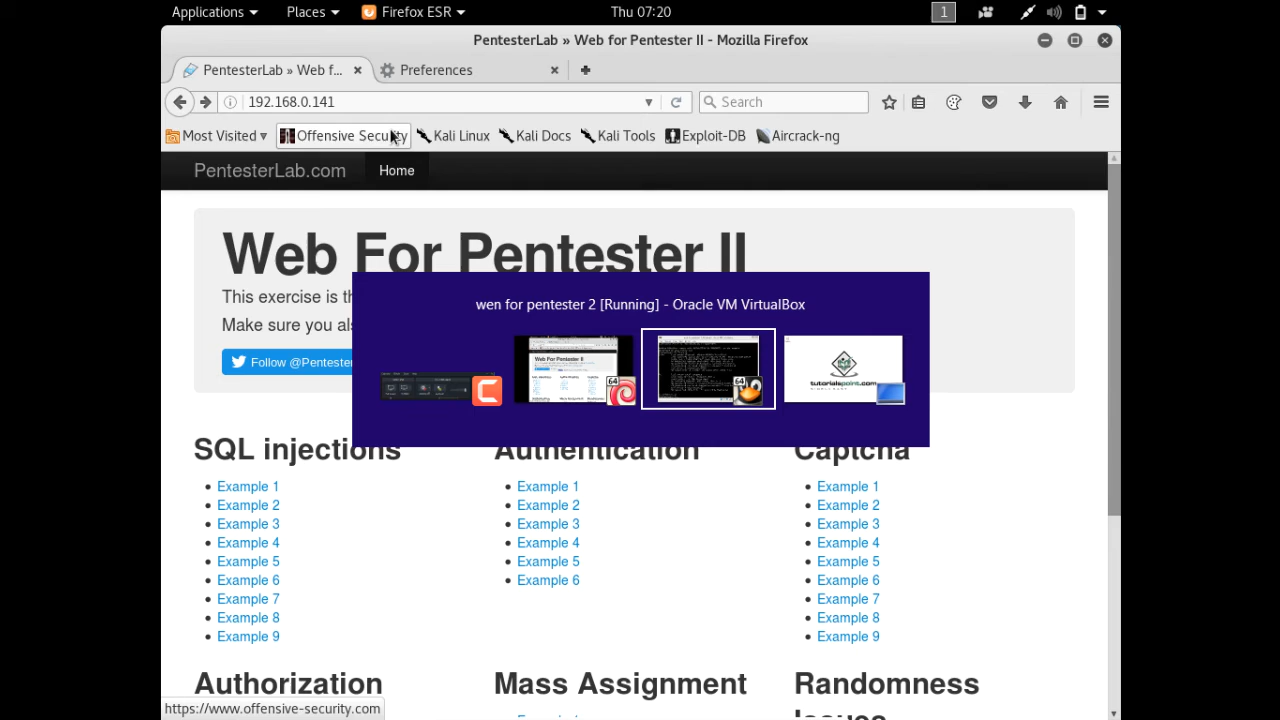 Applications
Places
Firefox ESR
Thu 07:20
1
PentesterLab » Web for Pentester II - Mozilla Firefox
PentesterLab » Web f...
Preferences
192.168.0.141
Search
Most Visited
Offensive Security
Kali Linux
Kali Docs
Kali Tools
Exploit-DB
Aircrack-ng
PentesterLab.com
Home
Web For Pentester II
This exercise is th
Make sure you als
Follow @Pentester
wen for pentester 2 [Running] - Oracle VM VirtualBox
64
64
tutorialspoint.com
SQL injections
Example 1
Example 2
Example 3
Example 4
Example 5
Example 6
Example 7
Example 8
Example 9
Authentication
Example 1
Example 2
Example 3
Example 4
Example 5
Example 6
Captcha
Example 1
Example 2
Example 3
Example 4
Example 5
Example 6
Example 7
Example 8
Example 9
Authorization
Mass Assignment
Randomness
Issues
https://www.offensive-security.com